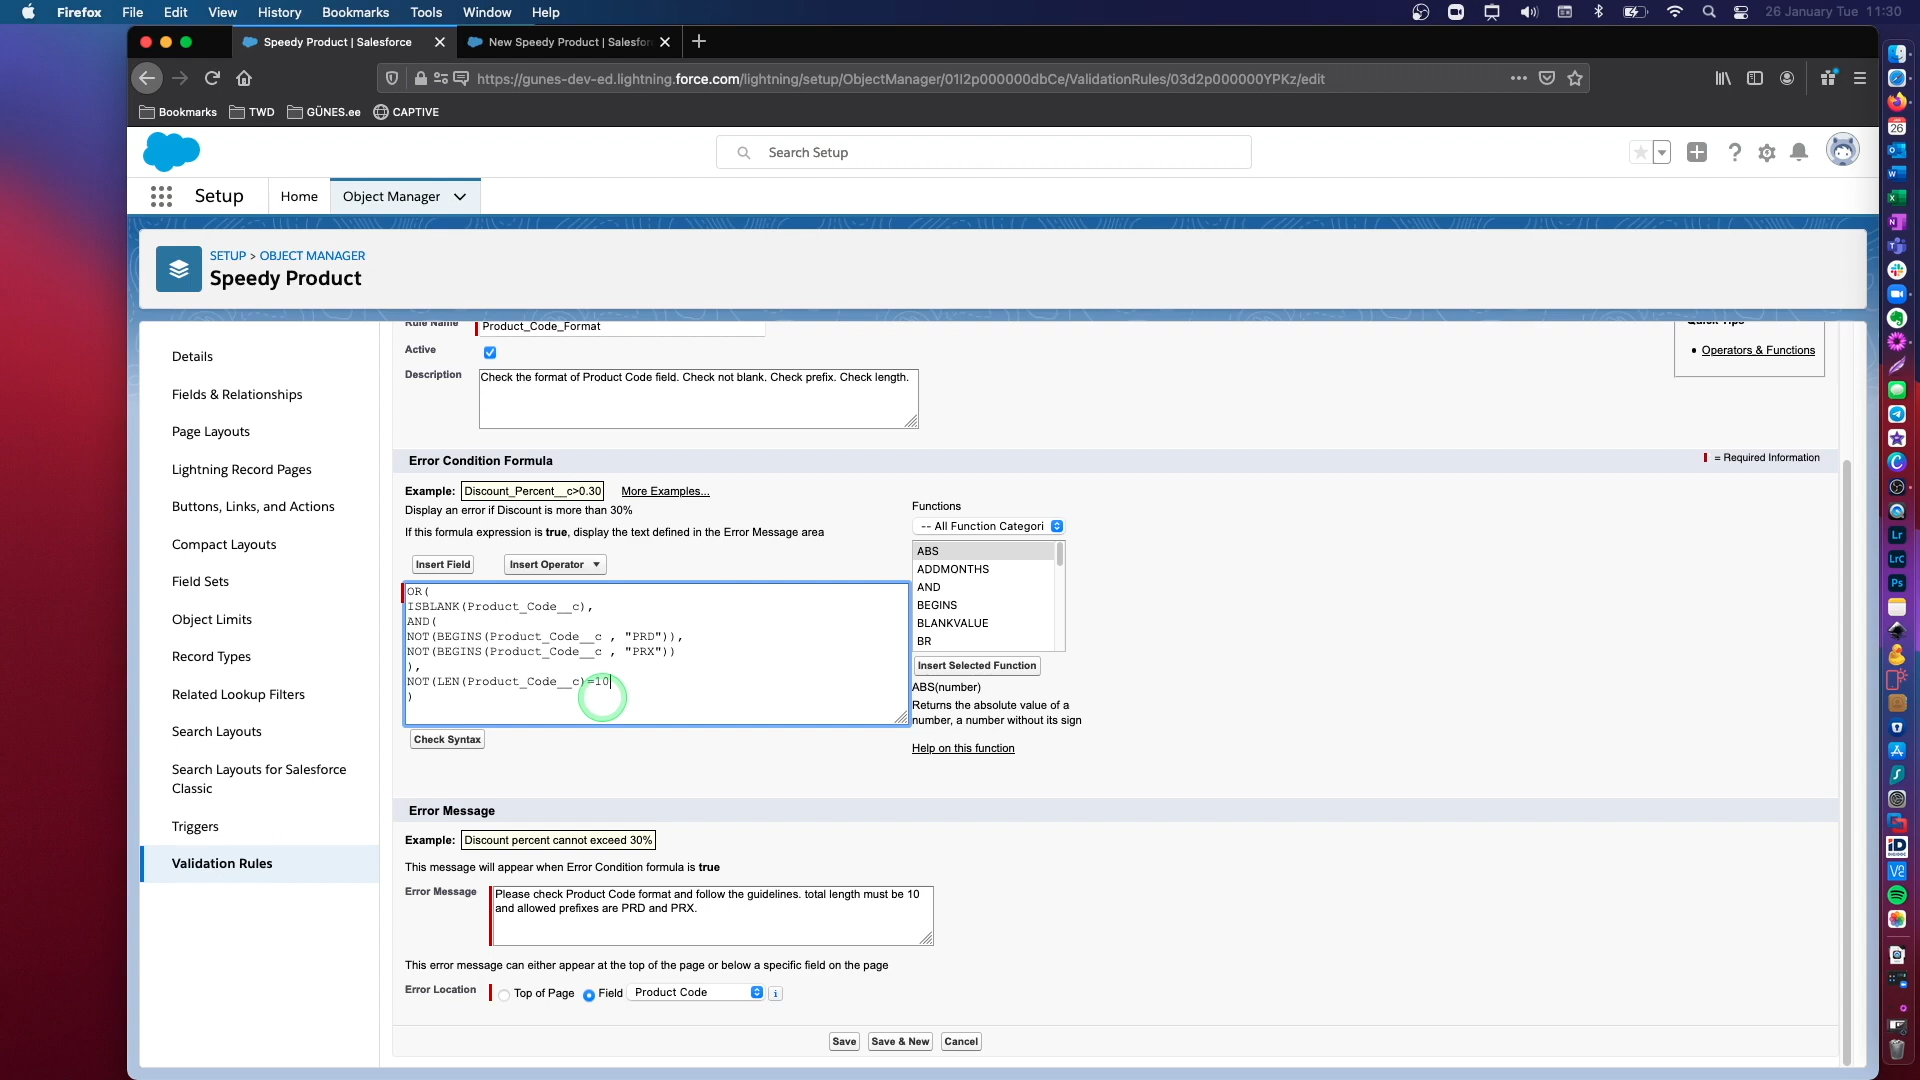 Firefox File Edit View History Bookmarks Tools Window Help
26 January Tue 11:30
Speedy Product | Salesforce
New Speedy Product | Salesfor
https://gunes-dev-ed.lightning.force.com/lightning/setup/ObjectManager/01I2p000000dbCe/ValidationRules/03d2p000000YPKz/edit
Bookmarks TWD GÜNES.ee CAPTIVE
Search Setup
Setup Home Object Manager
SETUP > OBJECT MANAGER
Speedy Product
Details
Fields & Relationships
Page Layouts
Lightning Record Pages
Buttons, Links, and Actions
Compact Layouts
Field Sets
Object Limits
Record Types
Related Lookup Filters
Search Layouts
Search Layouts for Salesforce
Classic
Triggers
Validation Rules
Rule Name Product_Code_Format
Quick Tips
Active
• Operators & Functions
Description Check the format of Product Code field. Check not blank. Check prefix. Check length.
Error Condition Formula
= Required Information
Example: Discount_Percent__c>0.30 More Examples...
Display an error if Discount is more than 30%
If this formula expression is true, display the text defined in the Error Message area
Insert Field Insert Operator
OR(
ISBLANK(Product_Code__c),
AND(
NOT(BEGINS(Product_Code__c , "PRD")),
NOT(BEGINS(Product_Code__c , "PRX"))
),
NOT(LEN(Product_Code__c)=10
)
Check Syntax
Functions
-- All Function Categori
ABS
ADDMONTHS
AND
BEGINS
BLANKVALUE
BR
Insert Selected Function
ABS(number)
Returns the absolute value of a
number, a number without its sign
Help on this function
Error Message
Example: Discount percent cannot exceed 30%
This message will appear when Error Condition formula is true
Error Message Please check Product Code format and follow the guidelines. total length must be 10
and allowed prefixes are PRD and PRX.
This error message can either appear at the top of the page or below a specific field on the page
Error Location Top of Page Field Product Code i
Save Save & New Cancel
26
Lr
LrC
Ps
iD